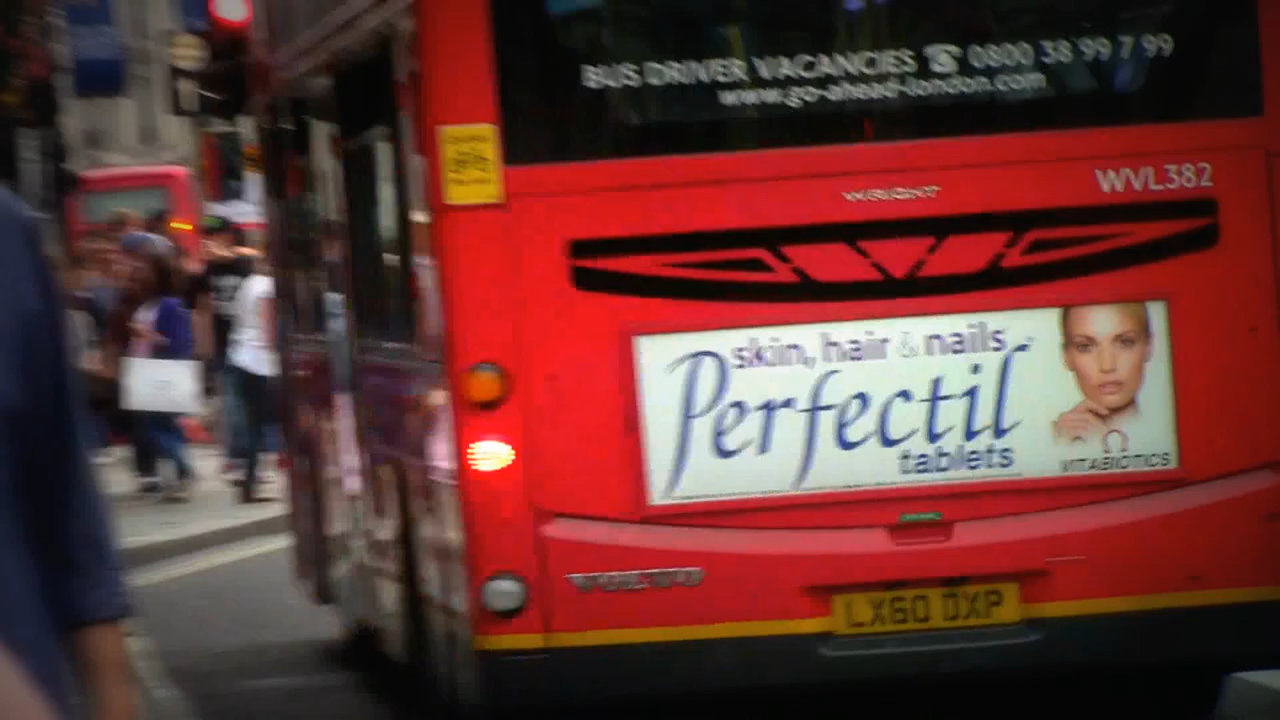 BUS DRIVER VACANCIES ☎ 0800 38 99 7 99
www.go-ahead-london.com
WVL382
skin, hair & nails
Perfectil
tablets
VITABIOTICS
VOLVO
LX60 DXP